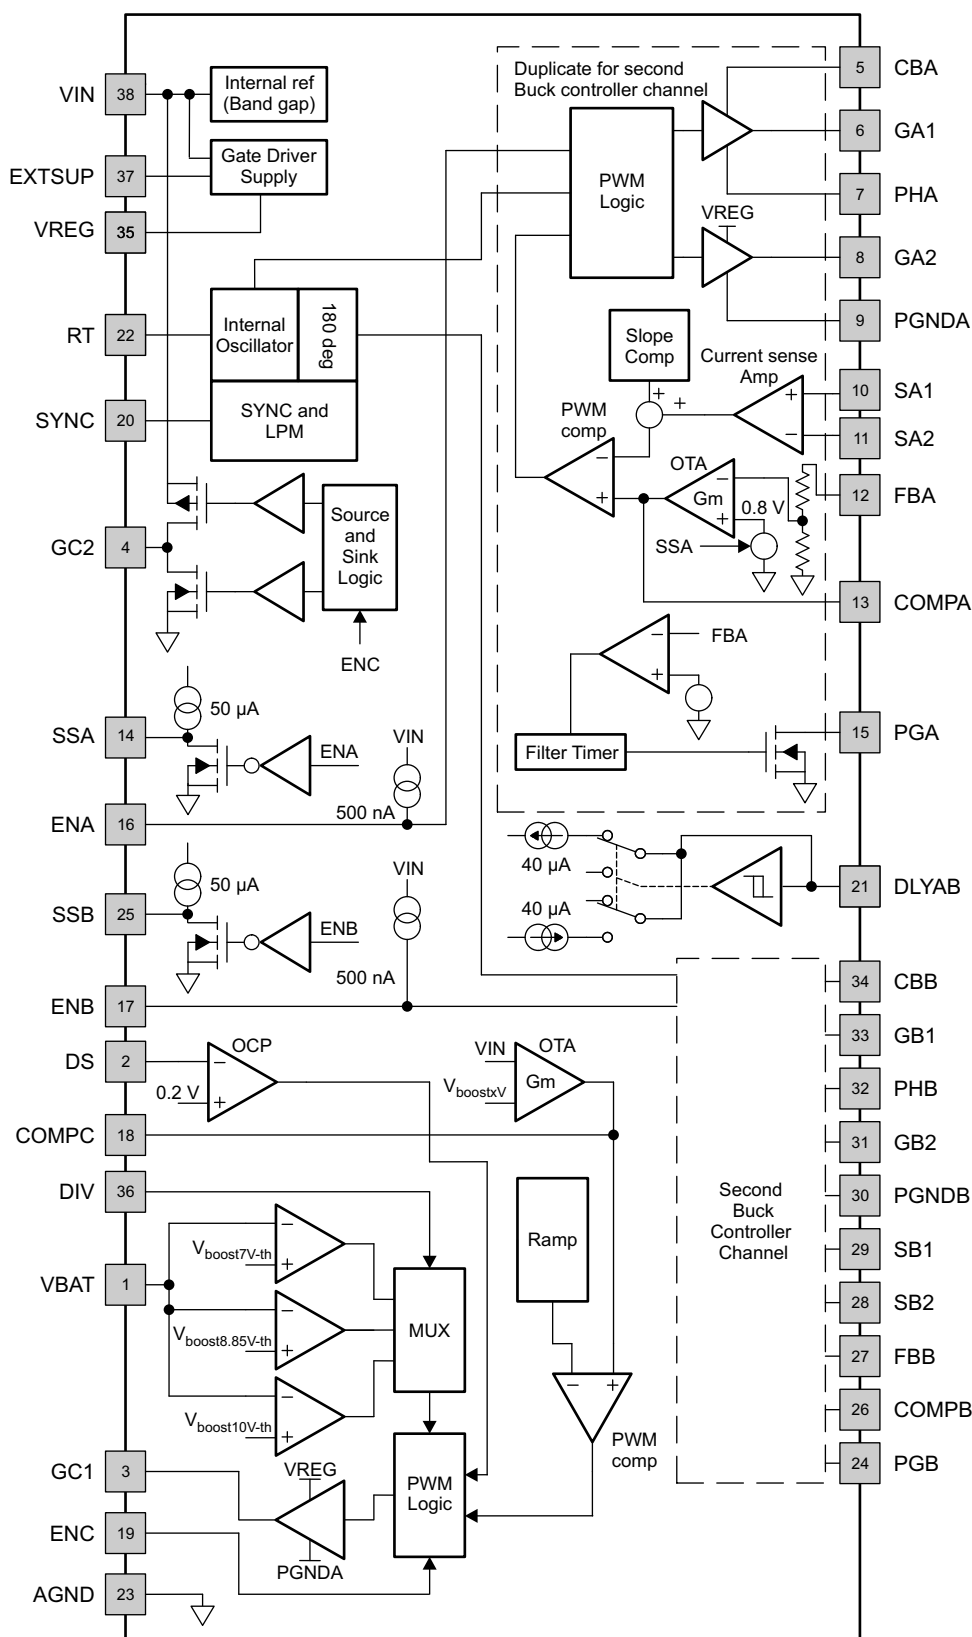 VIN 38
EXTSUP 37
VREG 35
RT 22
SYNC 20
GC2 4
SSA 14
ENA 16
SSB 25
ENB 17
DS 2
COMPC 18
DIV 36
VBAT 1
GC1 3
ENC 19
AGND 23
Internal ref
(Band gap)
Gate Driver
Supply
Internal
Oscillator
180 deg
SYNC and
LPM
Source
and
Sink
Logic
ENC
50 µA
ENA
VIN
500 nA
50 µA
ENB
VIN
500 nA
OCP
−
0.2 V
+
VIN
OTA
Gm
VboostxV
Vboost7V-th
−
+
Vboost8.85V-th
−
+
Vboost10V-th
−
+
MUX
Ramp
−
+
PWM
comp
PWM
Logic
VREG
PGNDA
Duplicate for second
Buck controller channel
PWM
Logic
VREG
Slope
Comp
+
+
Current sense
Amp
+
−
PWM
comp
−
+
OTA
Gm
−
+
0.8 V
SSA
−
FBA
+
Filter Timer
40 µA
40 µA
Second
Buck
Controller
Channel
5 CBA
6 GA1
7 PHA
8 GA2
9 PGNDA
10 SA1
11 SA2
12 FBA
13 COMPA
15 PGA
21 DLYAB
34 CBB
33 GB1
32 PHB
31 GB2
30 PGNDB
29 SB1
28 SB2
27 FBB
26 COMPB
24 PGB